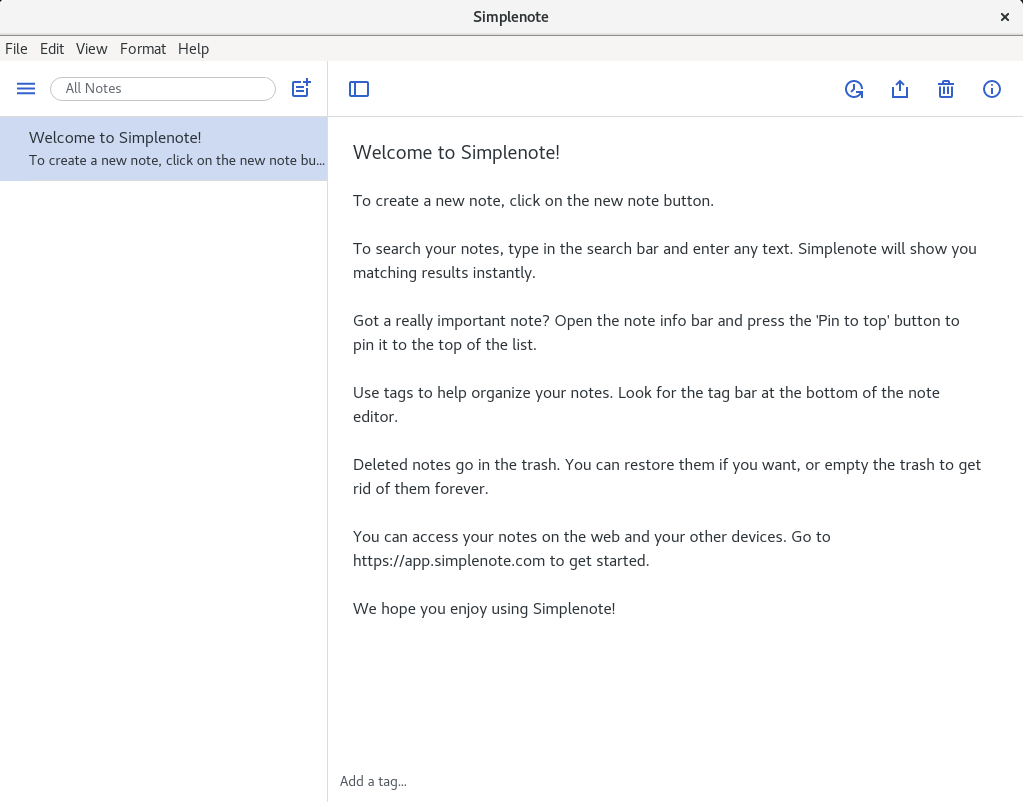 Simplenote
File Edit View Format Help
All Notes
Welcome to Simplenote!
To create a new note, click on the new note bu...
Welcome to Simplenote!
To create a new note, click on the new note button.
To search your notes, type in the search bar and enter any text. Simplenote will show you
matching results instantly.
Got a really important note? Open the note info bar and press the 'Pin to top' button to
pin it to the top of the list.
Use tags to help organize your notes. Look for the tag bar at the bottom of the note
editor.
Deleted notes go in the trash. You can restore them if you want, or empty the trash to get
rid of them forever.
You can access your notes on the web and your other devices. Go to
https://app.simplenote.com to get started.
We hope you enjoy using Simplenote!
Add a tag...